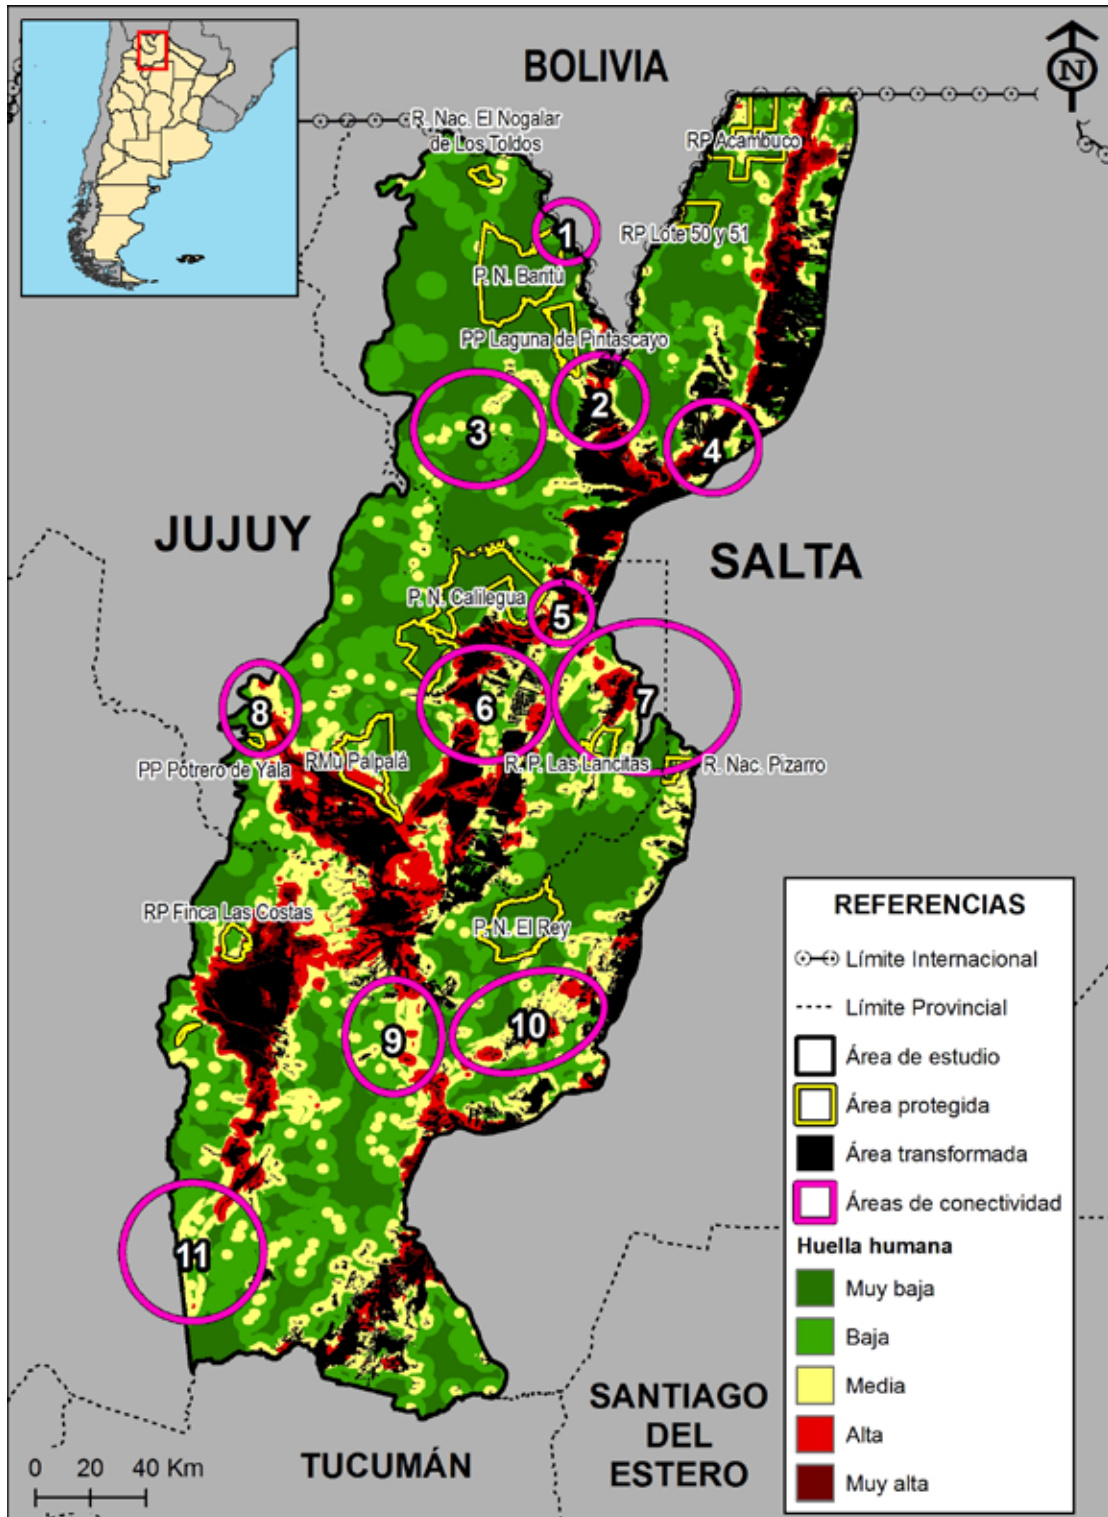 BOLIVIA
N
R. Nac. El Nogalar
de Los Toldos
RP Acambuco
1
RP Lote 50 y 51
P. N. Baritú
PP Laguna de Pintascayo
2
3
4
JUJUY
SALTA
P. N. Calilegua
5
6
7
8
PP Potrero de Yala
RMu Palpalá
R. P. Las Lancitas
R. Nac. Pizarro
RP Finca Las Costas
P. N. El Rey
9
10
11
REFERENCIAS
Límite Internacional
Límite Provincial
Área de estudio
Área protegida
Área transformada
Áreas de conectividad
Huella humana
Muy baja
Baja
Media
Alta
Muy alta
SANTIAGO
DEL
ESTERO
TUCUMÁN
0 20 40 Km